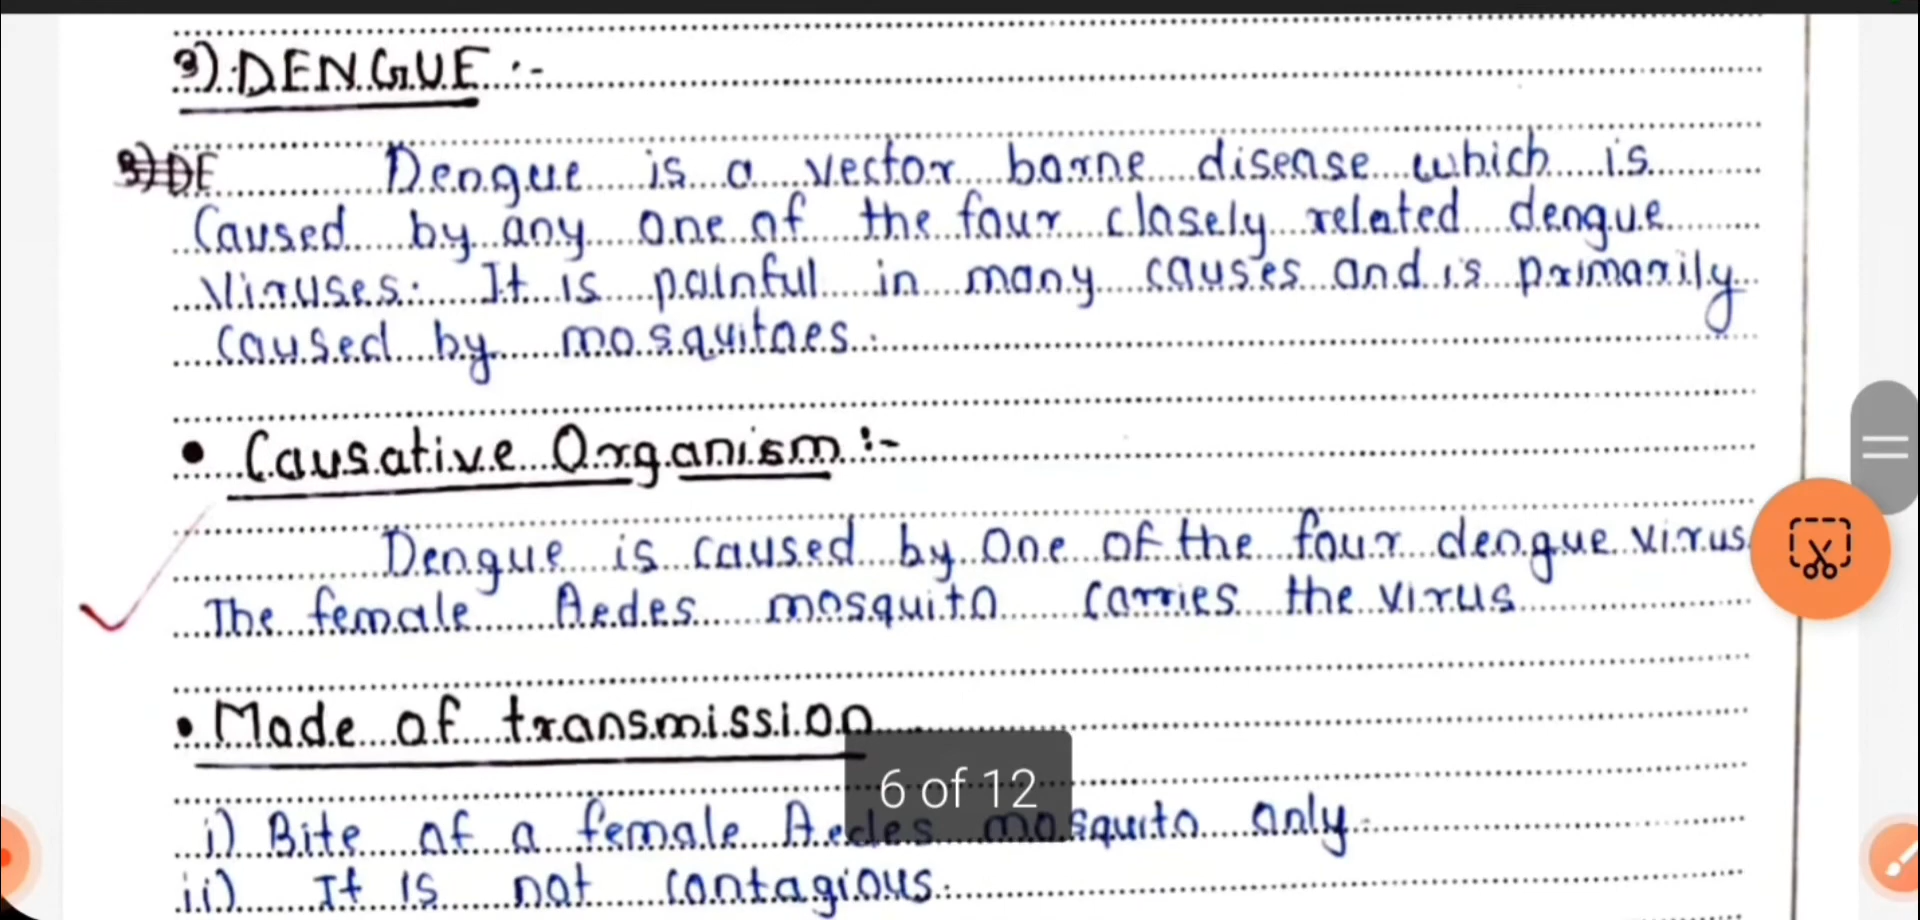 3) DENGUE :-
3) DE Dengue is a vector borne disease which is
Caused by any one of the four closely related dengue
Viruses. It is painful in many causes and is primarily
caused by mosquitoes.
• Causative Organism :-
Dengue is caused by One of the four dengue virus.
The female Aedes mosquito carries the virus
• Mode of transmission
6 of 12
i) Bite of a female Aedes mosquito only.
ii) It is not contagious.